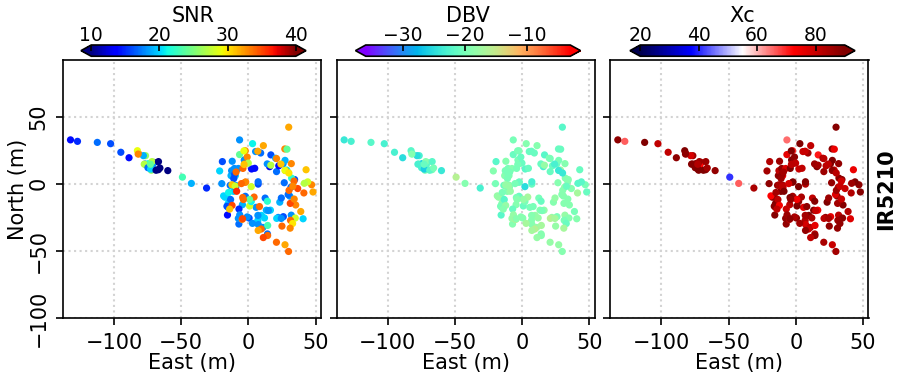 SNR DBV Xc
10 20 30 40 −30 −20 −10 20 40 60 80
50
0
−50
−100
North (m)
IR5210
−100 −50 0 50 −100 −50 0 50 −100 −50 0 50
East (m) East (m) East (m)